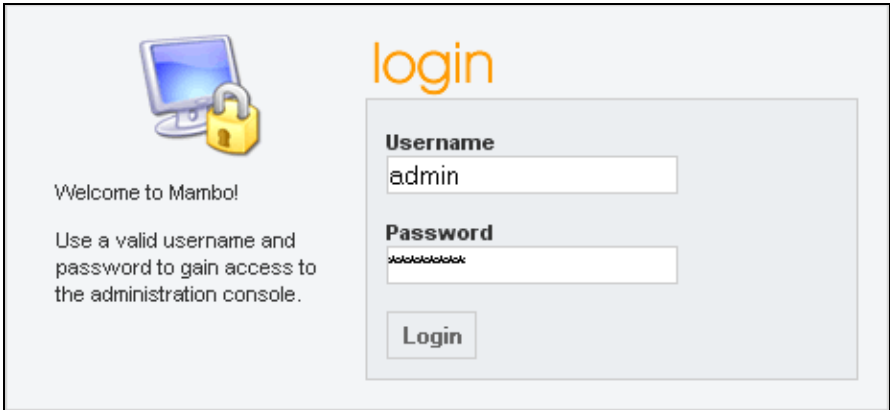 login
Username
admin
Welcome to Mambo!
Use a valid username and
password to gain access to
the administration console.
Password
*********
Login